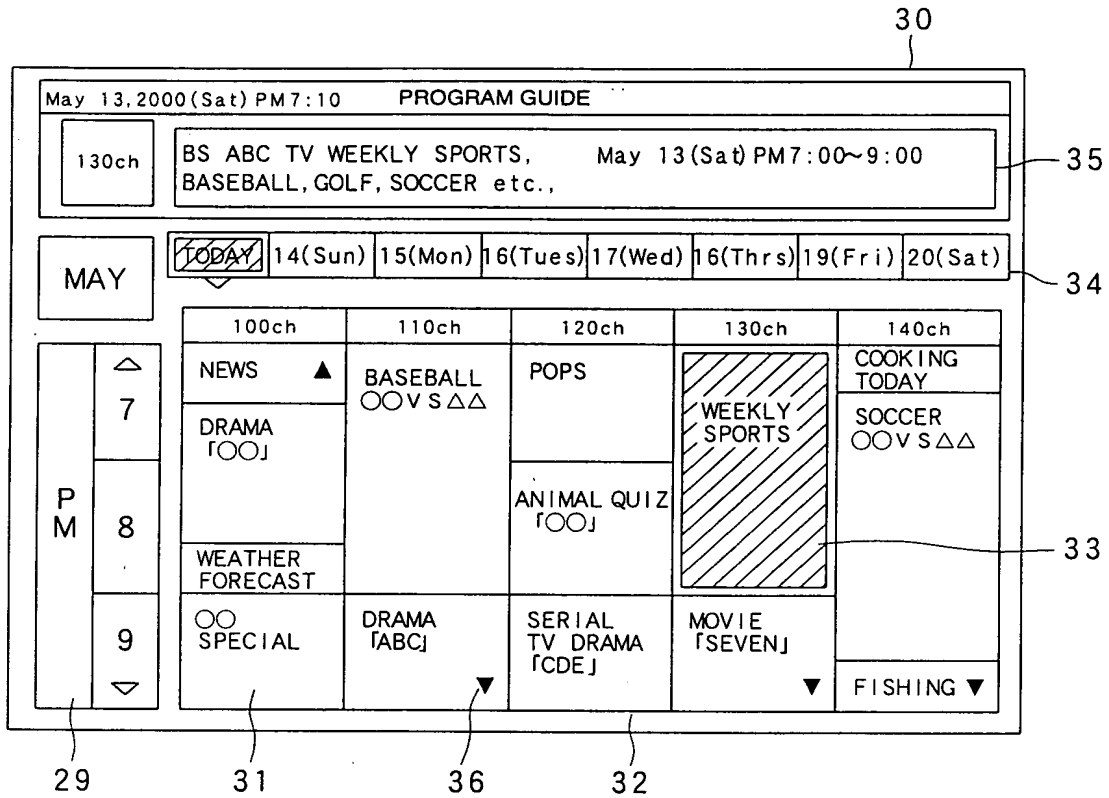 30
May 13,2000(Sat) PM7:10 PROGRAM GUIDE
130ch
BS ABC TV WEEKLY SPORTS, May 13(Sat) PM7:00~9:00
BASEBALL,GOLF,SOCCER etc.,
35
MAY
TODAY 14(Sun) 15(Mon) 16(Tues) 17(Wed) 16(Thrs) 19(Fri) 20(Sat)
34
100ch 110ch 120ch 130ch 140ch
PM
△
7
8
9
▽
NEWS ▲
DRAMA
「○○」
WEATHER
FORECAST
○○
SPECIAL
BASEBALL
○○VS△△
DRAMA
「ABC」
▼
POPS
ANIMAL QUIZ
「○○」
SERIAL
TV DRAMA
「CDE」
WEEKLY
SPORTS
MOVIE
「SEVEN」
▼
COOKING
TODAY
SOCCER
○○VS△△
FISHING ▼
33
29 31 36 32